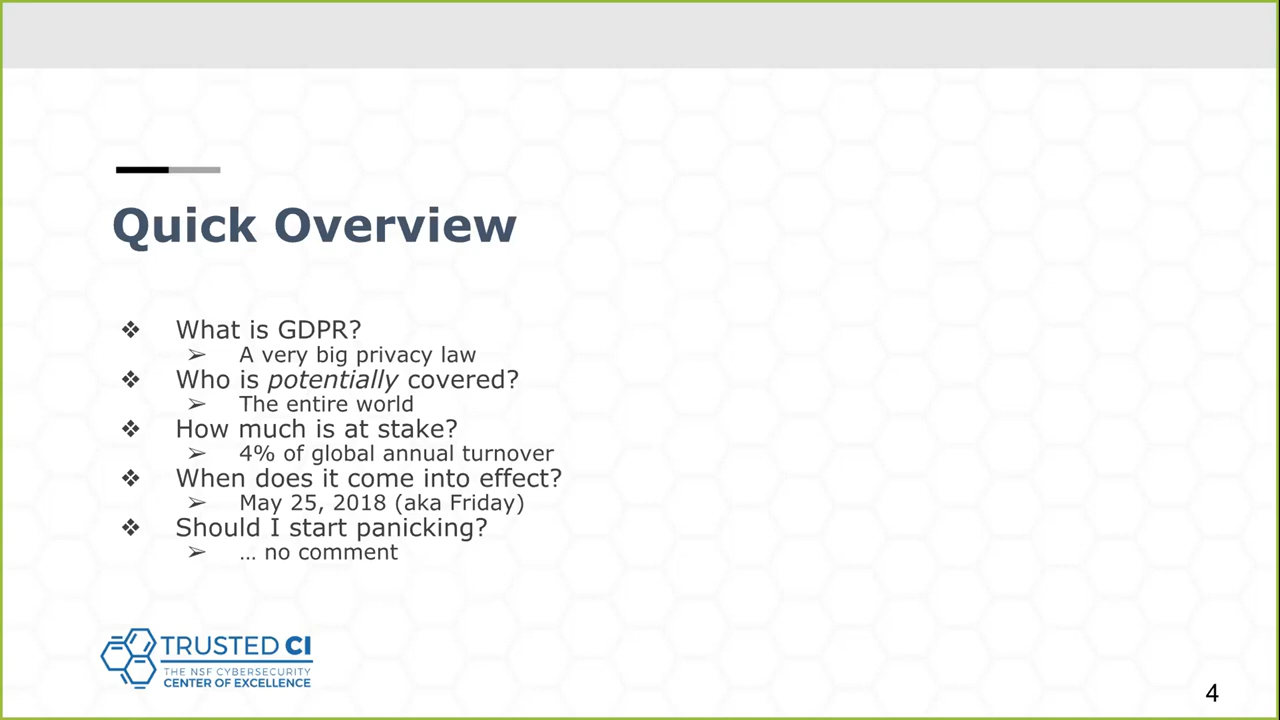 Quick Overview
❖ What is GDPR?
➢ A very big privacy law
❖ Who is potentially covered?
➢ The entire world
❖ How much is at stake?
➢ 4% of global annual turnover
❖ When does it come into effect?
➢ May 25, 2018 (aka Friday)
❖ Should I start panicking?
➢ … no comment
TRUSTED CI
THE NSF CYBERSECURITY
CENTER OF EXCELLENCE
4